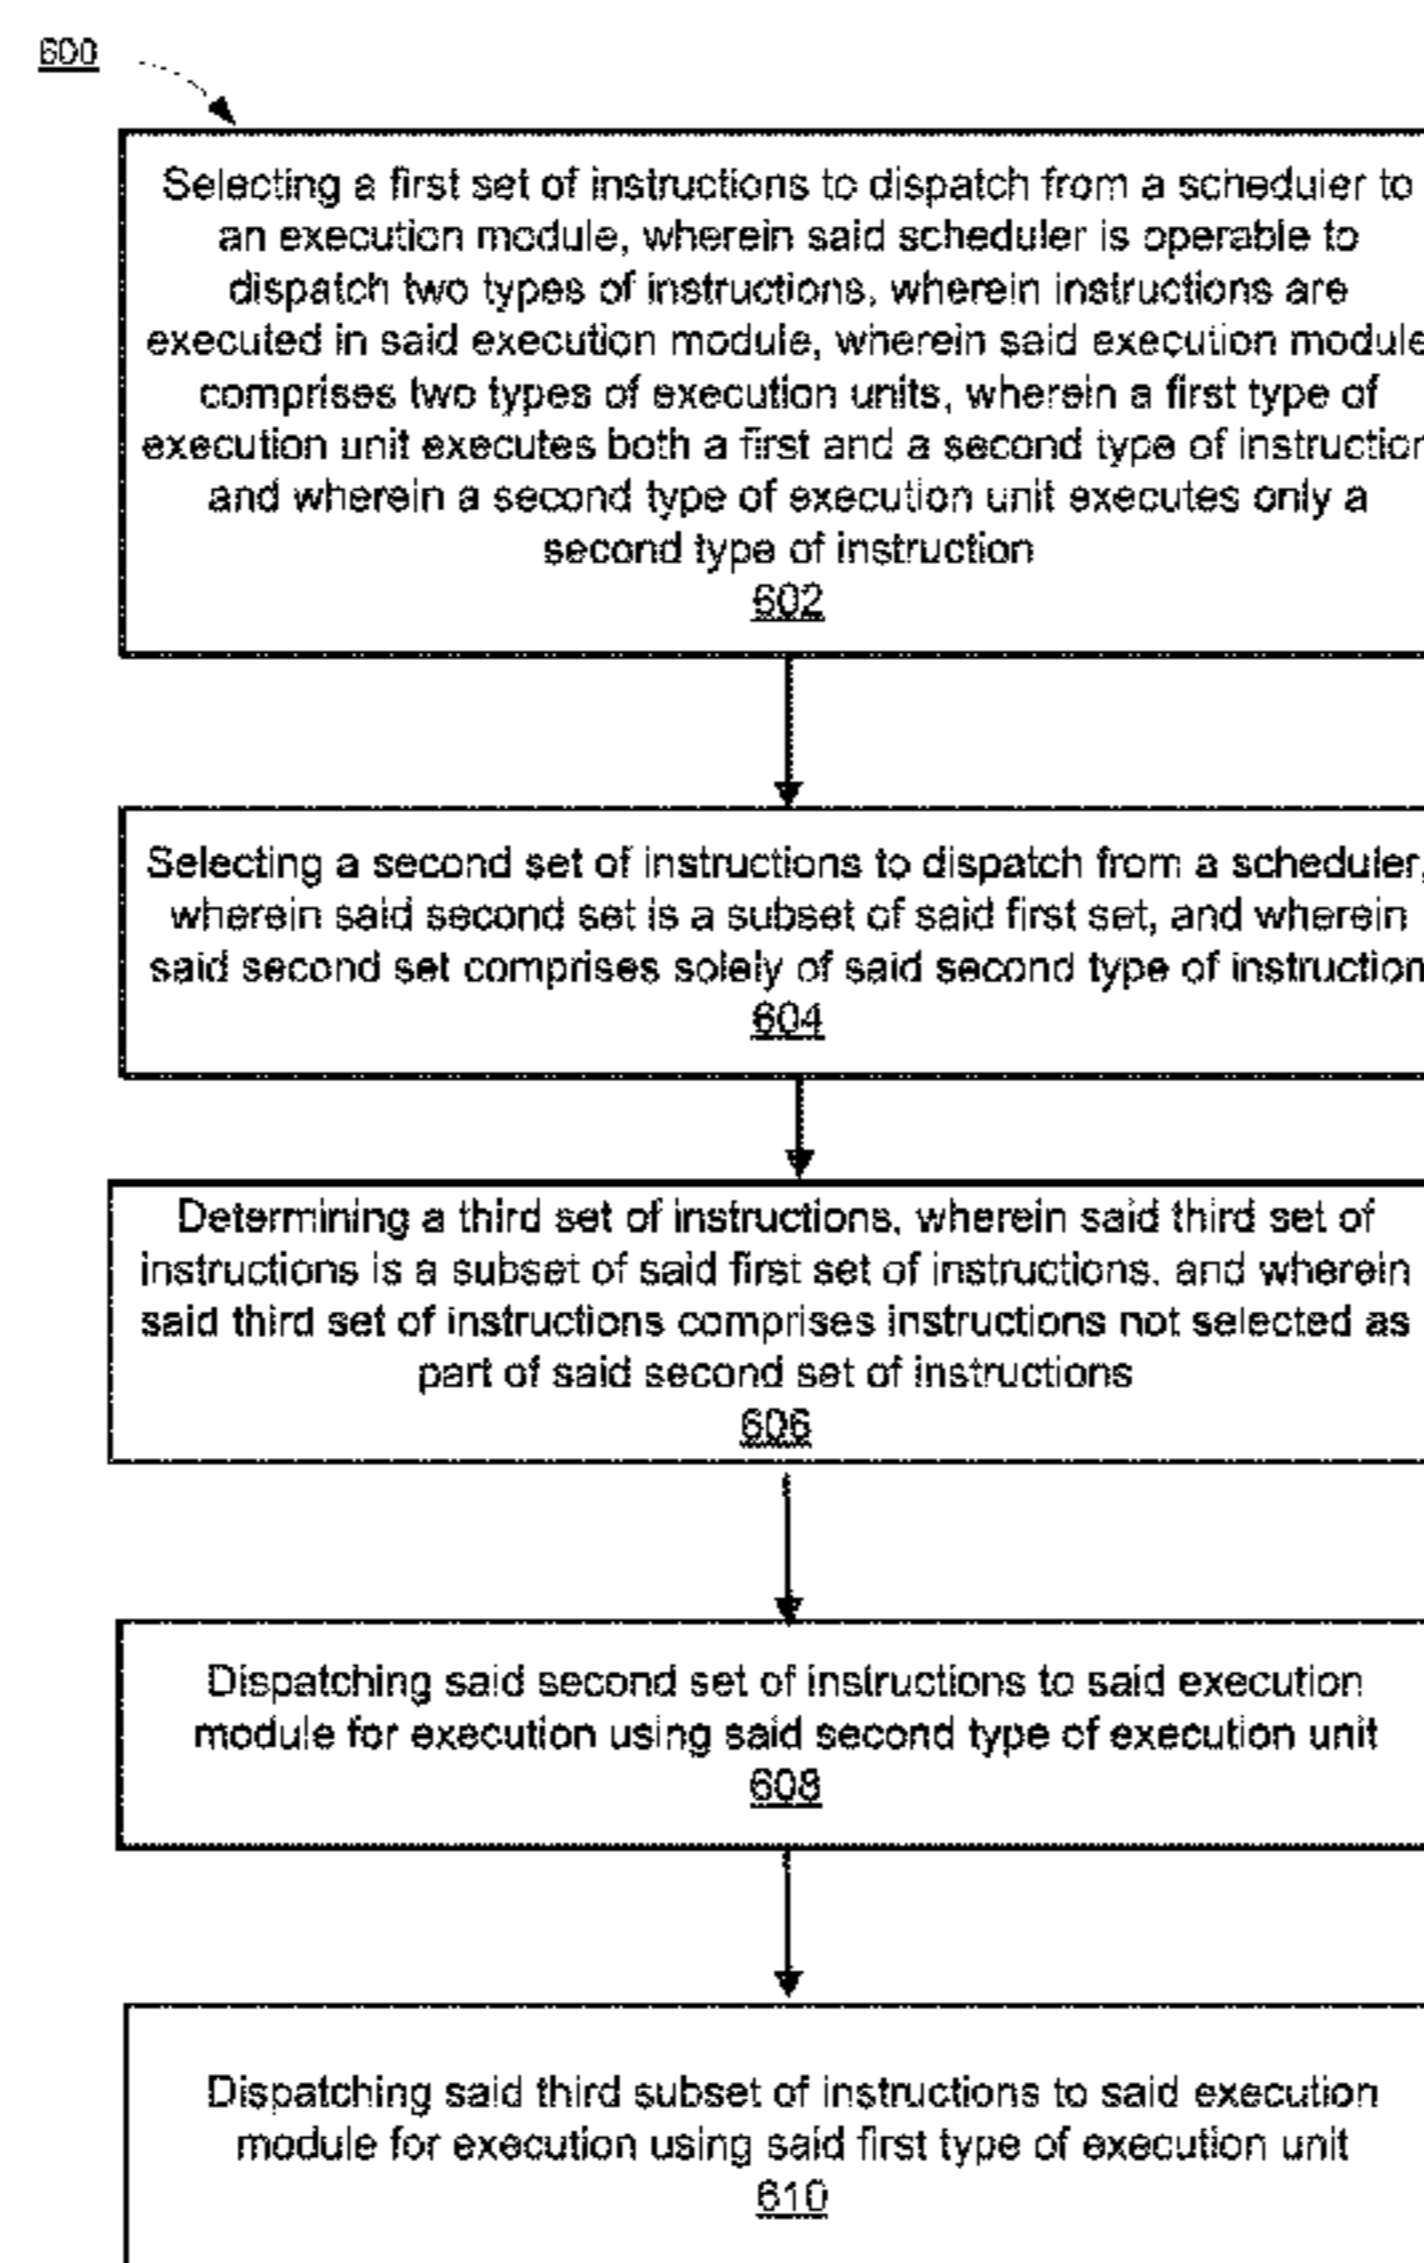 600
Selecting a first set of instructions to dispatch from a scheduler to
an execution module, wherein said scheduler is operable to
dispatch two types of instructions, wherein instructions are
executed in said execution module, wherein said execution module
comprises two types of execution units, wherein a first type of
execution unit executes both a first and a second type of instruction
and wherein a second type of execution unit executes only a
second type of instruction
602
Selecting a second set of instructions to dispatch from a scheduler,
wherein said second set is a subset of said first set, and wherein
said second set comprises solely of said second type of instruction
604
Determining a third set of instructions, wherein said third set of
instructions is a subset of said first set of instructions, and wherein
said third set of instructions comprises instructions not selected as
part of said second set of instructions
606
Dispatching said second set of instructions to said execution
module for execution using said second type of execution unit
608
Dispatching said third subset of instructions to said execution
module for execution using said first type of execution unit
610